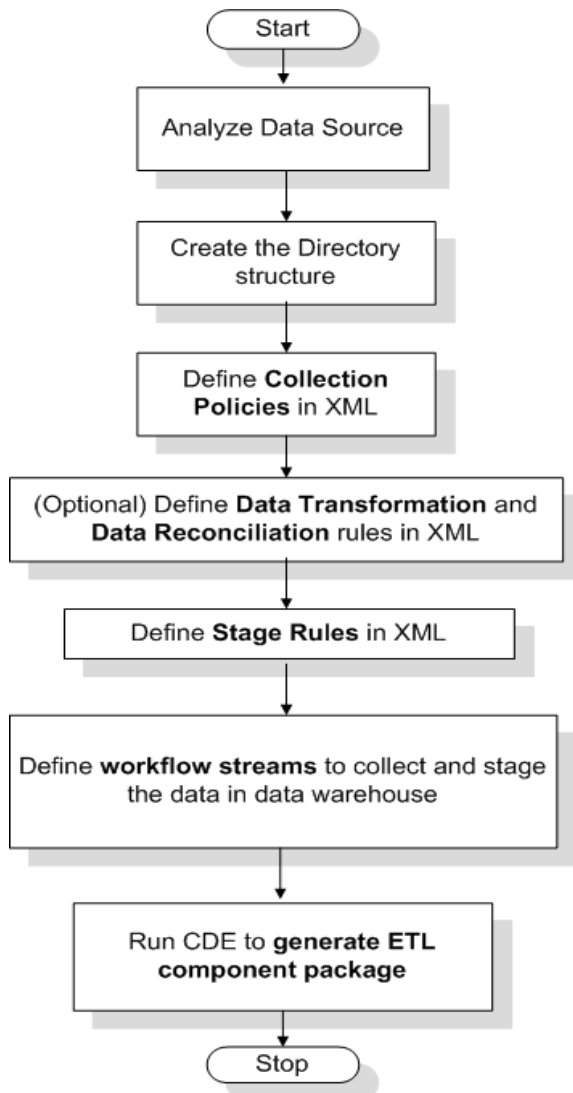 Start
Analyze Data Source
Create the Directory
structure
Define Collection
Policies in XML
(Optional) Define Data Transformation and
Data Reconciliation rules in XML
Define Stage Rules in XML
Define workflow streams to collect and stage
the data in data warehouse
Run CDE to generate ETL
component package
Stop